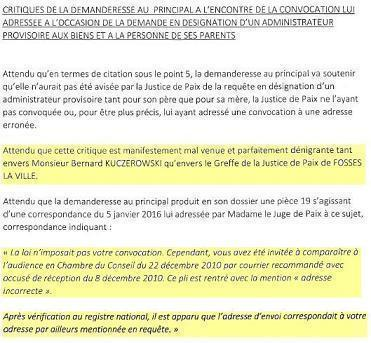 CRITIQUES DE LA DEMANDERESSE AU PRINCIPAL A L'ENCONTRE DE LA CONVOCATION LUI
ADRESSEE A L'OCCASION DE LA DEMANDE EN DESIGNATION D'UN ADMINISTRATEUR
PROVISOIRE AUX BIENS ET A LA PERSONNE DE SES PARENTS
Attendu qu'en termes de citation sous le point 5, la demanderesse au principal va soutenir
qu'elle n'aurait pas été avisée par la Justice de Paix de la requête en désignation d'un
administrateur provisoire tant pour son père que pour sa mère, la Justice de Paix ne l'ayant
pas convoquée ou, pour être plus précis, lui ayant adressé une convocation à une adresse
erronée.
Attendu que cette critique est manifestement mal venue et parfaitement dénigrante tant
envers Monsieur Bernard KUCZEROWSKI qu'envers le Greffe de la Justice de Paix de FOSSES
LA VILLE.
Attendu que la demanderesse au principal produit en son dossier une pièce 19 s'agissant
d'une correspondance du 5 janvier 2016 lui adressée par Madame le Juge de Paix à ce sujet,
correspondance indiquant :
« La loi n'imposait pas votre convocation. Cependant, vous avez été invitée à comparaître à
l'audience en Chambre du Conseil du 22 décembre 2010 par courrier recommandé avec
accusé de réception du 8 décembre 2010. Ce pli est rentré avec la mention « adresse
incorrecte ».
Après vérification au registre national, il est apparu que l'adresse d'envoi correspondait à votre
adresse par ailleurs mentionnée en requête. »